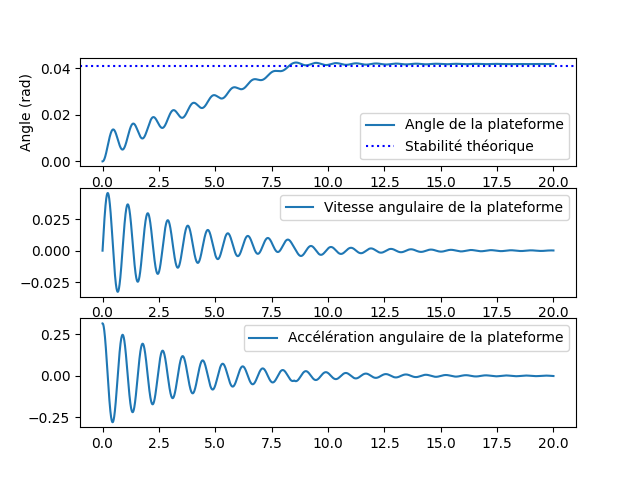 0.04
0.02
0.00
Angle (rad)
Angle de la plateforme
Stabilité théorique
0.0 2.5 5.0 7.5 10.0 12.5 15.0 17.5 20.0
0.025
0.000
−0.025
Vitesse angulaire de la plateforme
0.0 2.5 5.0 7.5 10.0 12.5 15.0 17.5 20.0
0.25
0.00
−0.25
Accélération angulaire de la plateforme
0.0 2.5 5.0 7.5 10.0 12.5 15.0 17.5 20.0